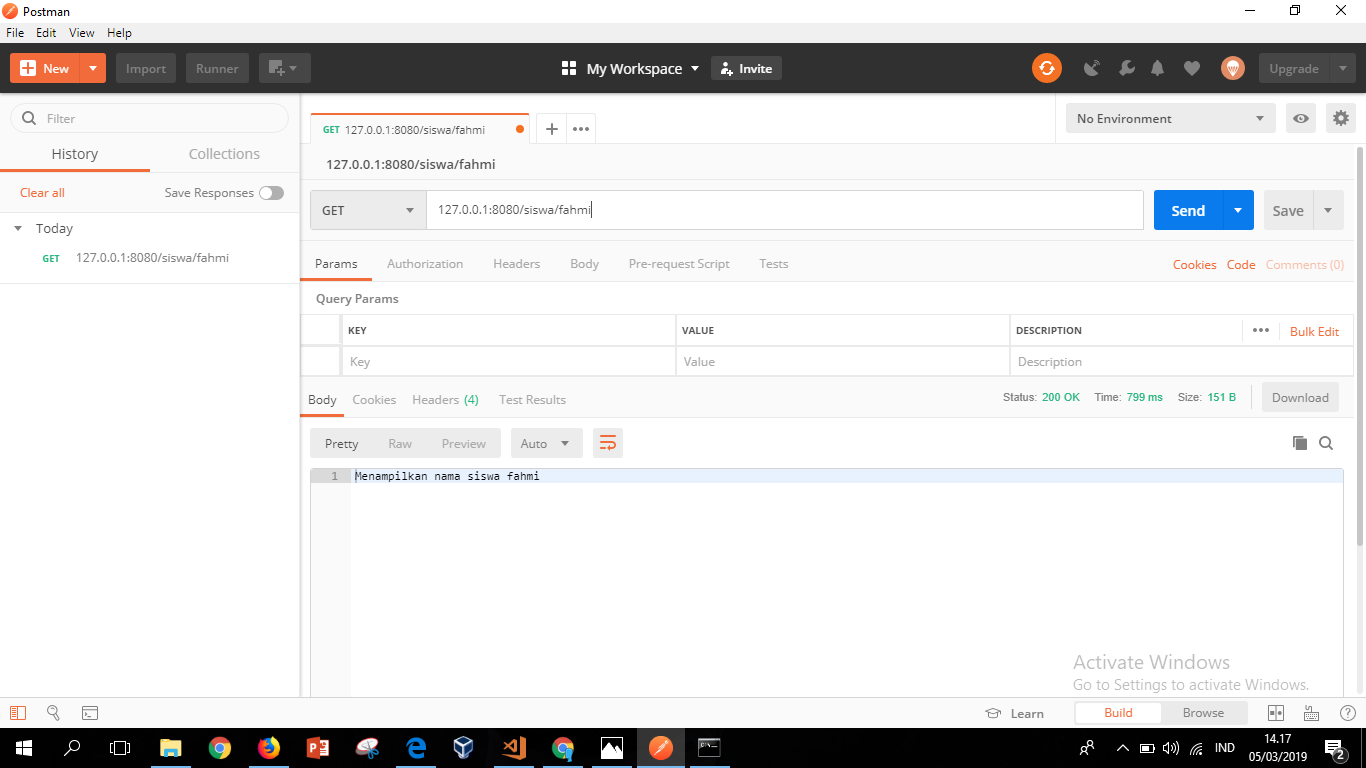 Postman
File Edit View Help
New Import Runner My Workspace Invite Upgrade
Filter
History Collections
Clear all Save Responses
Today
GET 127.0.0.1:8080/siswa/fahmi
GET 127.0.0.1:8080/siswa/fahmi
No Environment
127.0.0.1:8080/siswa/fahmi
GET 127.0.0.1:8080/siswa/fahmi Send Save
Params Authorization Headers Body Pre-request Script Tests Cookies Code Comments (0)
Query Params
KEY VALUE DESCRIPTION Bulk Edit
Key Value Description
Body Cookies Headers (4) Test Results Status: 200 OK Time: 799 ms Size: 151 B Download
Pretty Raw Preview Auto
1 Menampilkan nama siswa fahmi
Activate Windows
Go to Settings to activate Windows.
Learn Build Browse
IND 14.17
05/03/2019 2